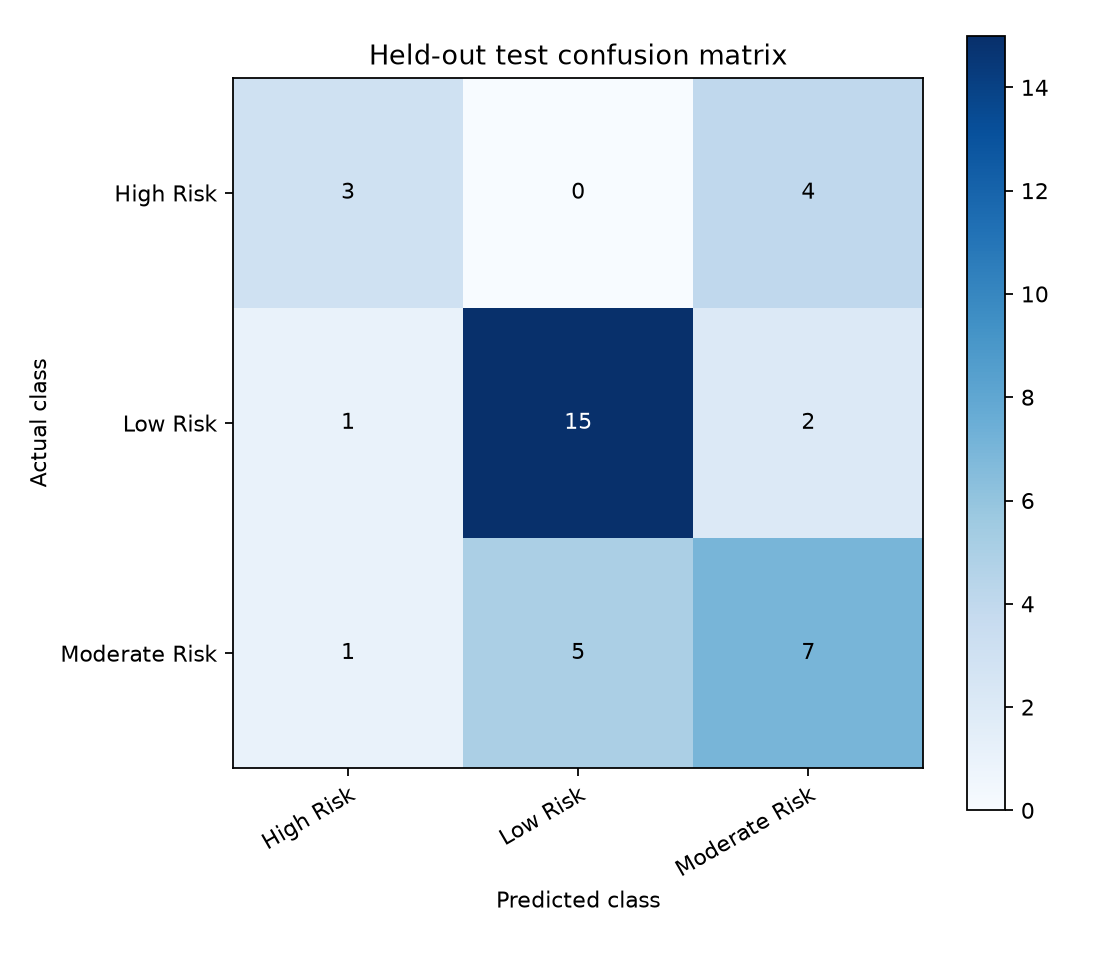 Held-out test confusion matrix
14
12
10
8
6
4
2
0
Actual class
High Risk
3
0
4
Low Risk
1
15
2
Moderate Risk
1
5
7
High Risk
Low Risk
Moderate Risk
Predicted class